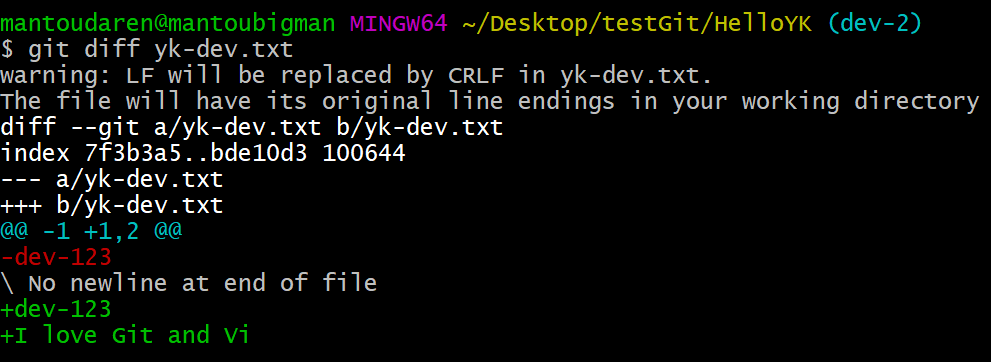 mantoudaren@mantoubigman MINGW64 ~/Desktop/testGit/HelloYK (dev-2)
$ git diff yk-dev.txt
warning: LF will be replaced by CRLF in yk-dev.txt.
The file will have its original line endings in your working directory
diff --git a/yk-dev.txt b/yk-dev.txt
index 7f3b3a5..bde10d3 100644
--- a/yk-dev.txt
+++ b/yk-dev.txt
@@ -1 +1,2 @@
-dev-123
\ No newline at end of file
+dev-123
+I love Git and Vi